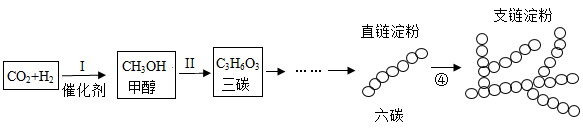 CO₂+H₂
I
催化剂
CH₃OH
甲醇
II
C₃H₆O₃
三碳
… …
直链淀粉
六碳
④
支链淀粉